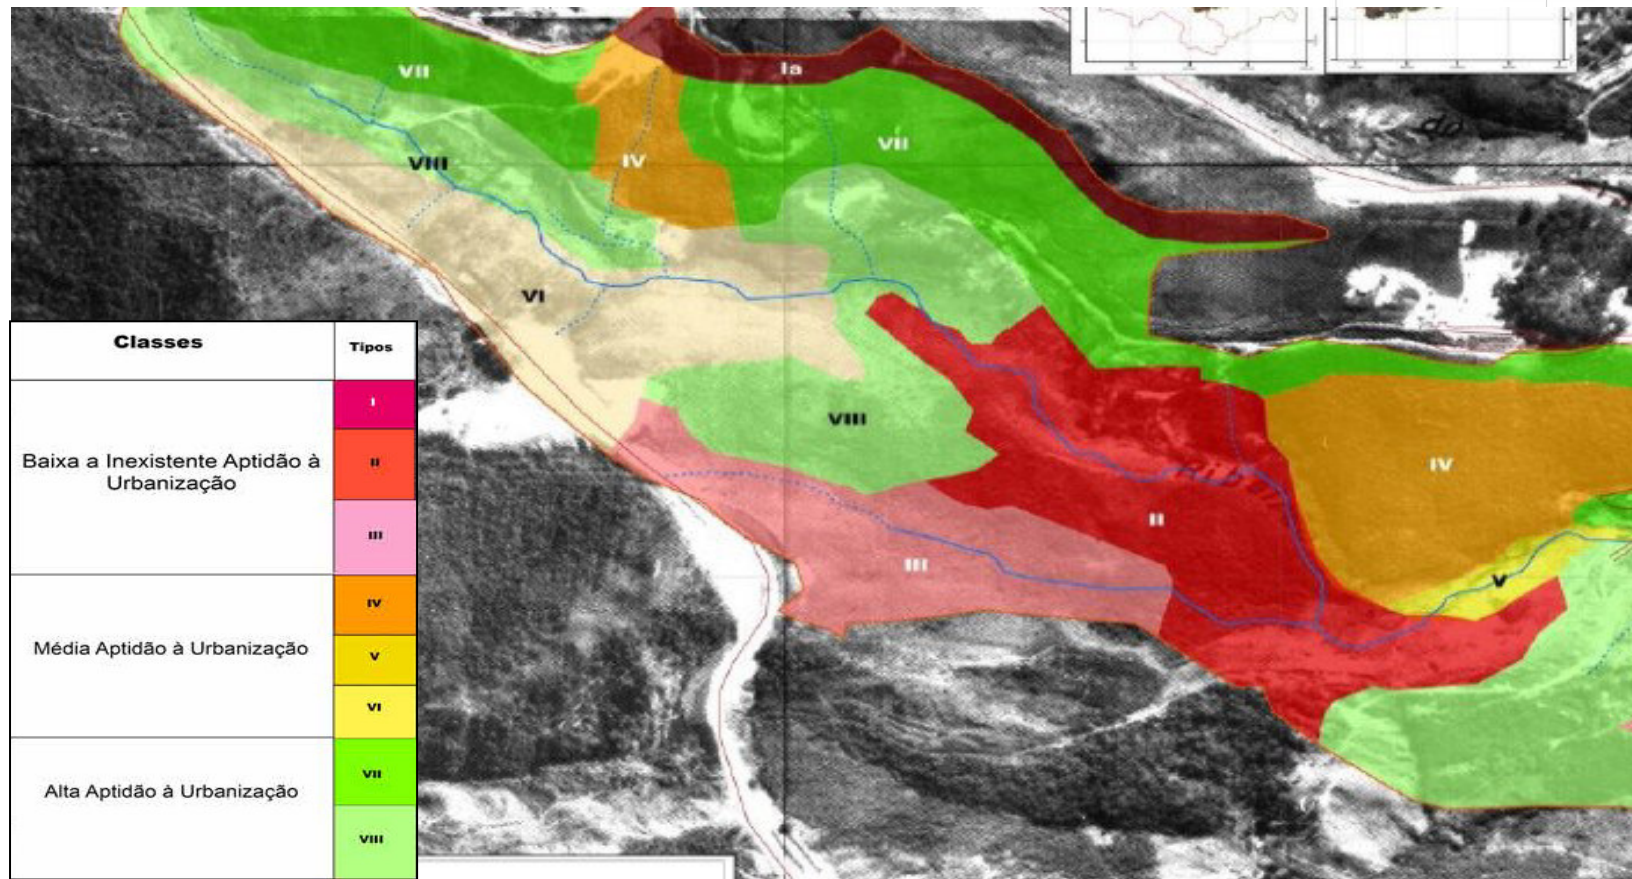 VII
Ia
VII
VIII
IV
VI
VIII
IV
II
III
V
Classes
Tipos
I
Baixa a Inexistente Aptidão à
Urbanização
II
III
IV
Média Aptidão à Urbanização
V
VI
VII
Alta Aptidão à Urbanização
VIII